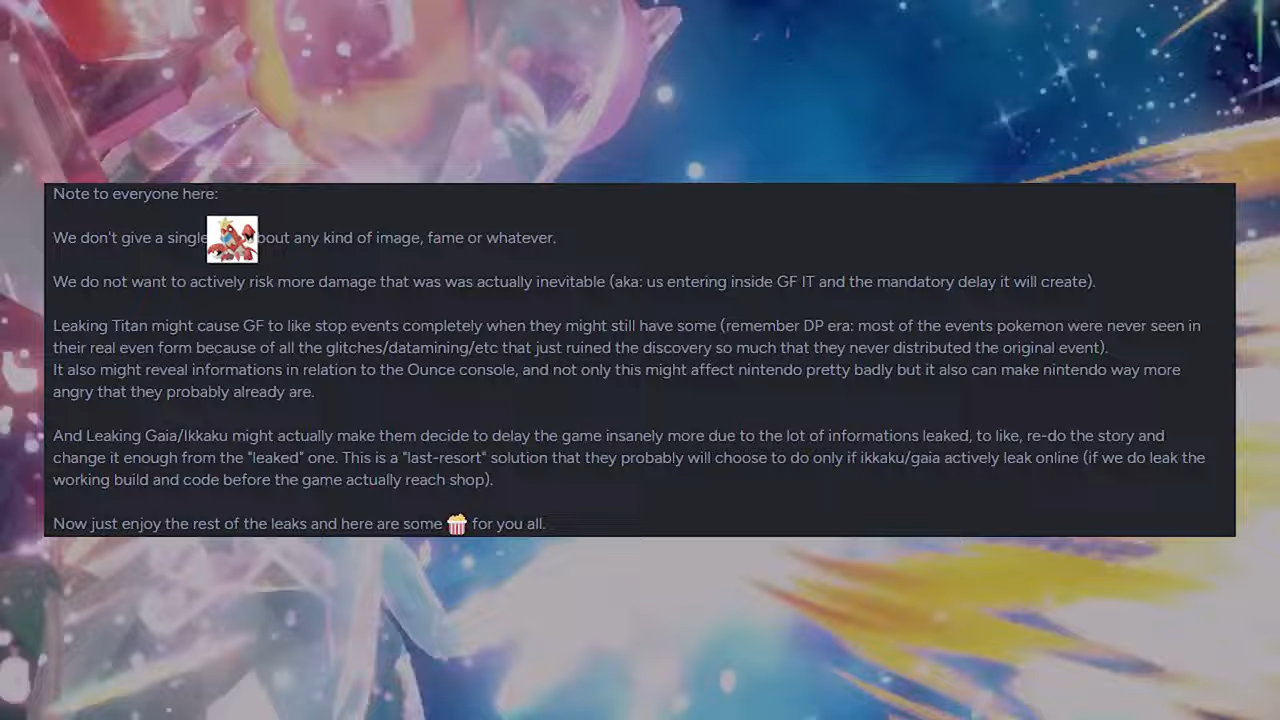 Note to everyone here:
We don't give a single bout any kind of image, fame or whatever.
We do not want to actively risk more damage that was was actually inevitable (aka: us entering inside GF IT and the mandatory delay it will create).
Leaking Titan might cause GF to like stop events completely when they might still have some (remember DP era: most of the events pokemon were never seen in
their real even form because of all the glitches/datamining/etc that just ruined the discovery so much that they never distributed the original event).
It also might reveal informations in relation to the Ounce console, and not only this might affect nintendo pretty badly but it also can make nintendo way more
angry that they probably already are.
And Leaking Gaia/Ikkaku might actually make them decide to delay the game insanely more due to the lot of informations leaked, to like, re-do the story and
change it enough from the "leaked" one. This is a "last-resort" solution that they probably will choose to do only if ikkaku/gaia actively leak online (if we do leak the
working build and code before the game actually reach shop).
Now just enjoy the rest of the leaks and here are some 🍿 for you all.